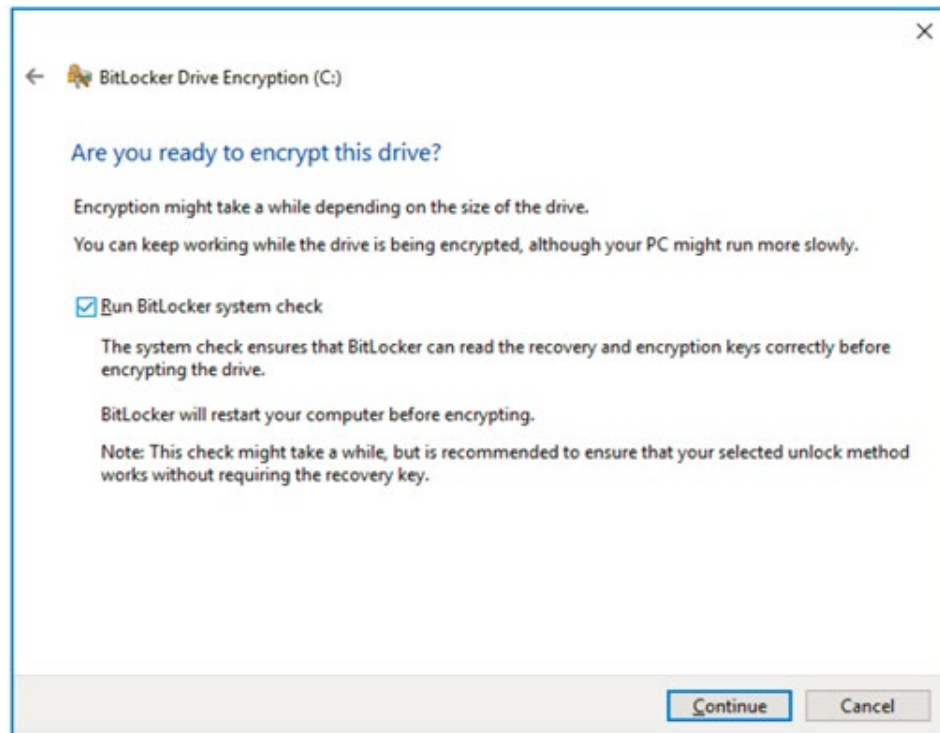 BitLocker Drive Encryption (C:)
Are you ready to encrypt this drive?
Encryption might take a while depending on the size of the drive.
You can keep working while the drive is being encrypted, although your PC might run more slowly.
Run BitLocker system check
The system check ensures that BitLocker can read the recovery and encryption keys correctly before
encrypting the drive.
BitLocker will restart your computer before encrypting.
Note: This check might take a while, but is recommended to ensure that your selected unlock method
works without requiring the recovery key.
Continue Cancel